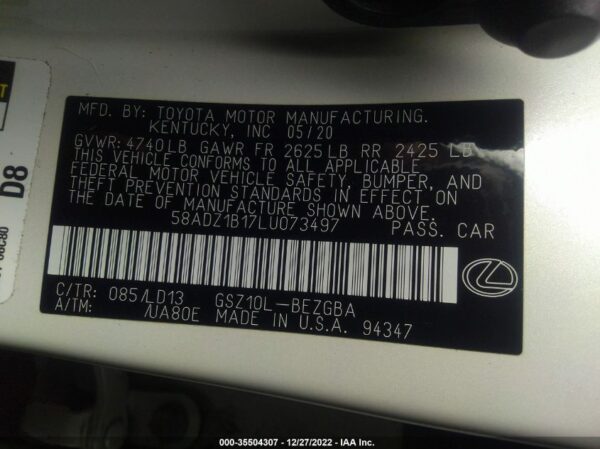 MFD. BY: TOYOTA MOTOR MANUFACTURING.
KENTUCKY, INC 05/20
GVWR: 4740LB GAWR FR 2625LB RR 2425 LB
THIS VEHICLE CONFORMS TO ALL APPLICABLE
FEDERAL MOTOR VEHICLE SAFETY, BUMPER, AND
THEFT PREVENTION STANDARDS IN EFFECT ON
THE DATE OF MANUFACTURE SHOWN ABOVE.
58ADZ1B17LU073497 PASS. CAR
C/TR: 085/LD13 GSZ10L-BEZGBA
A/TM: /UA80E MADE IN U.S.A. 94347
D8
000-35504307 - 12/27/2022 - IAA Inc.